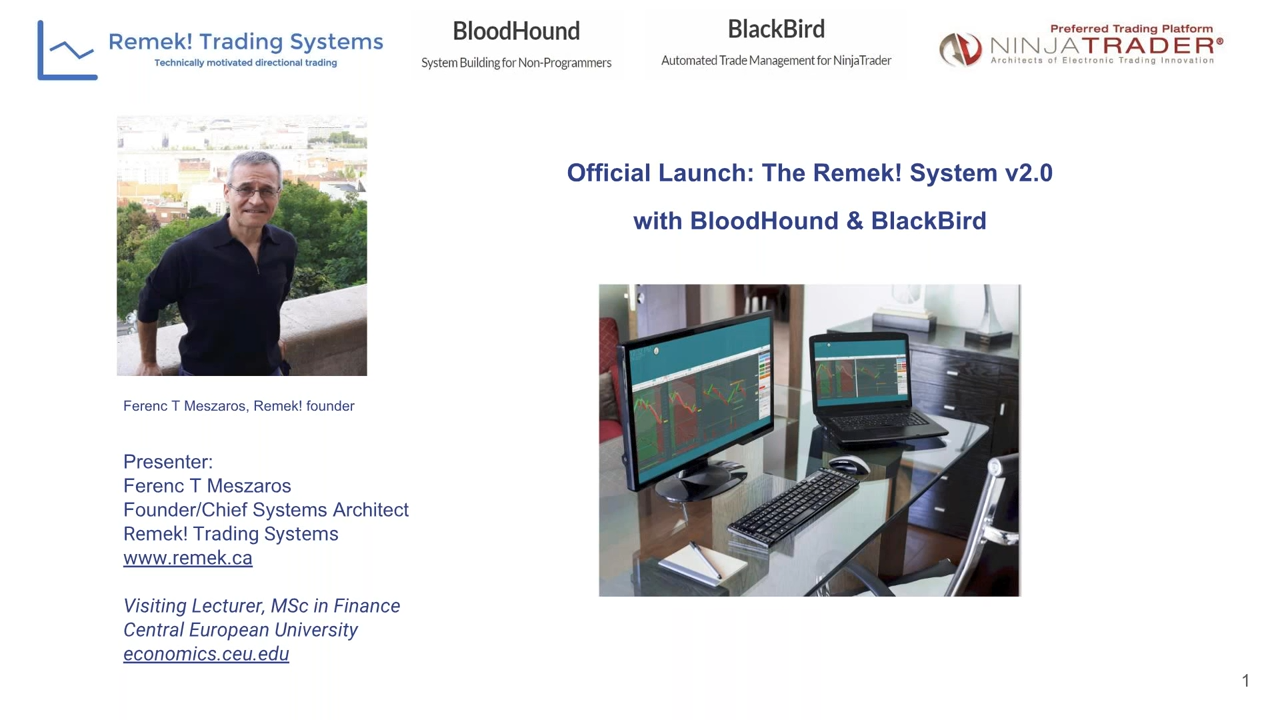 Remek! Trading Systems
Technically motivated directional trading
BloodHound
System Building for Non-Programmers
BlackBird
Automated Trade Management for NinjaTrader
Preferred Trading Platform
NINJATRADER®
Architects of Electronic Trading Innovation
Official Launch: The Remek! System v2.0
with BloodHound & BlackBird
Ferenc T Meszaros, Remek! founder
Presenter:
Ferenc T Meszaros
Founder/Chief Systems Architect
Remek! Trading Systems
www.remek.ca
Visiting Lecturer, MSc in Finance
Central European University
economics.ceu.edu
1